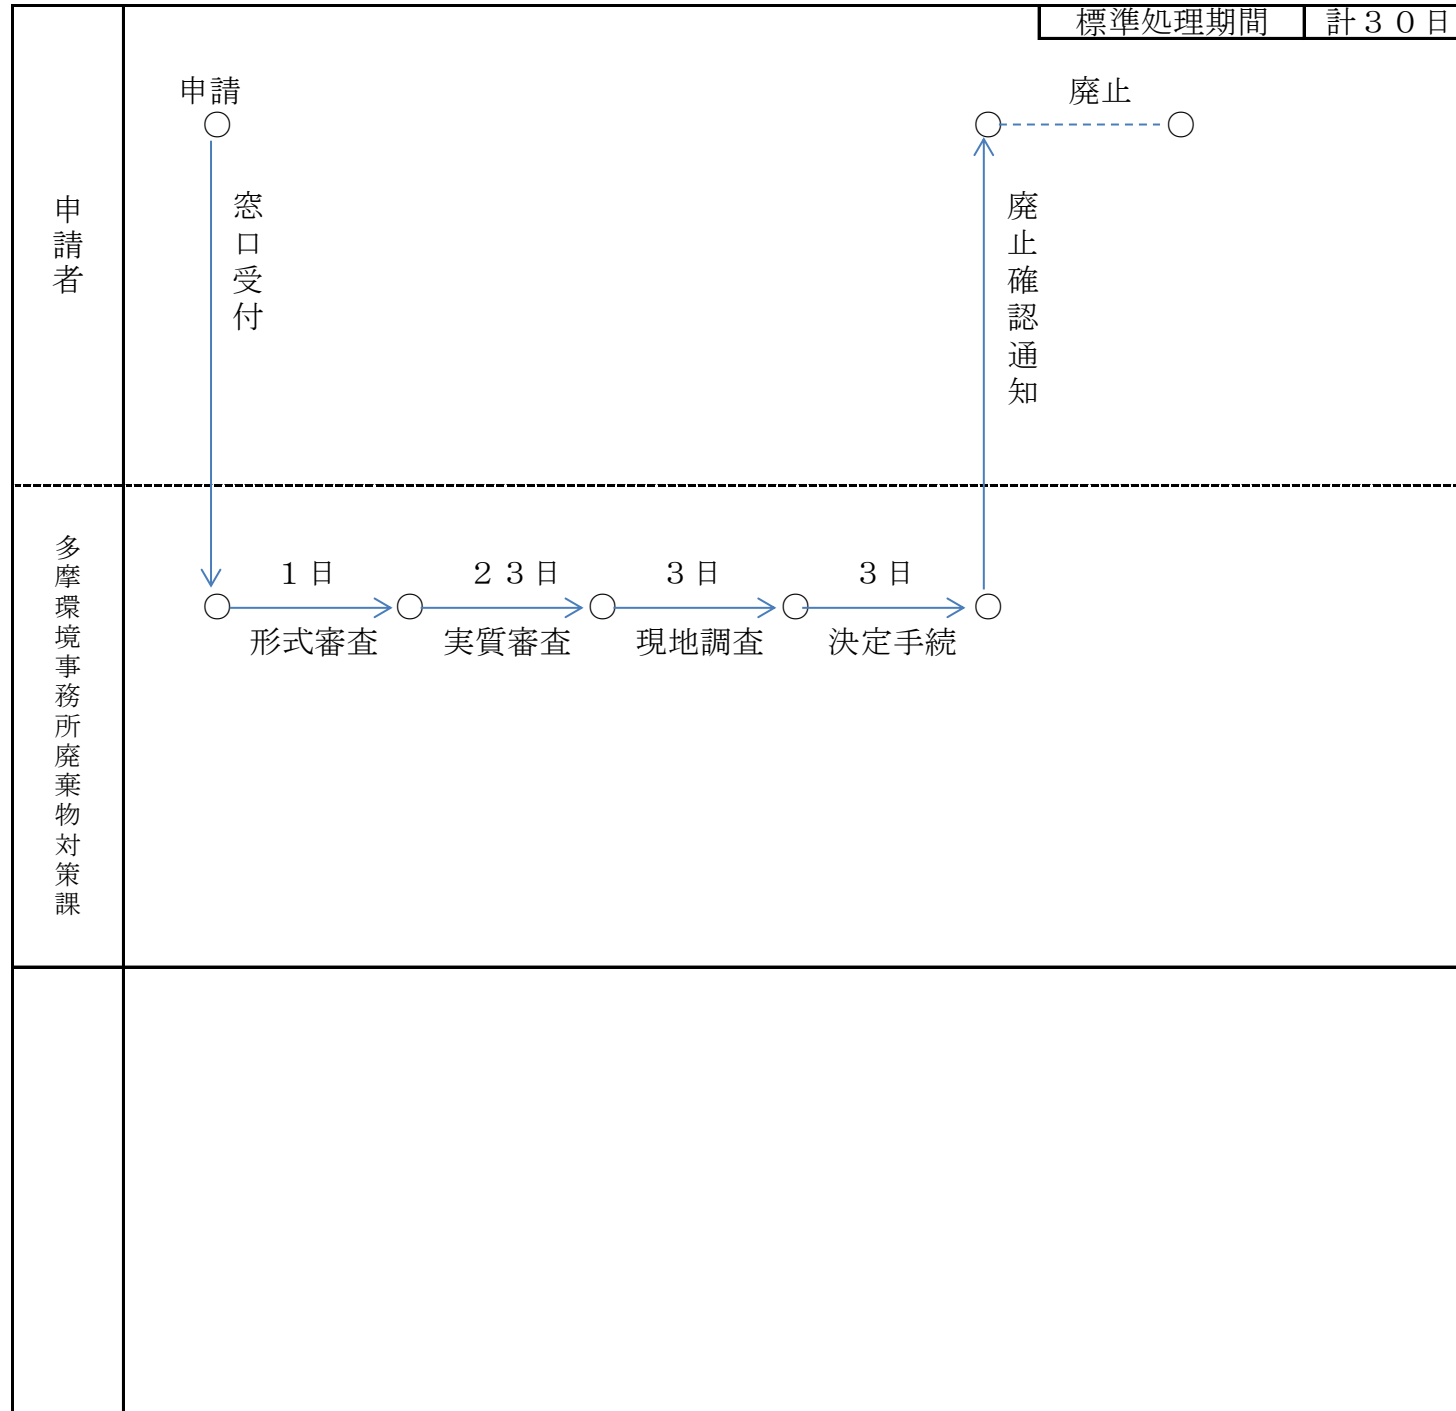 標準処理期間 計３０日
申請
廃止
申請者
窓口受付
廃止確認通知
多摩環境事務所廃棄物対策課
１日 ２３日 ３日 ３日
形式審査 実質審査 現地調査 決定手続